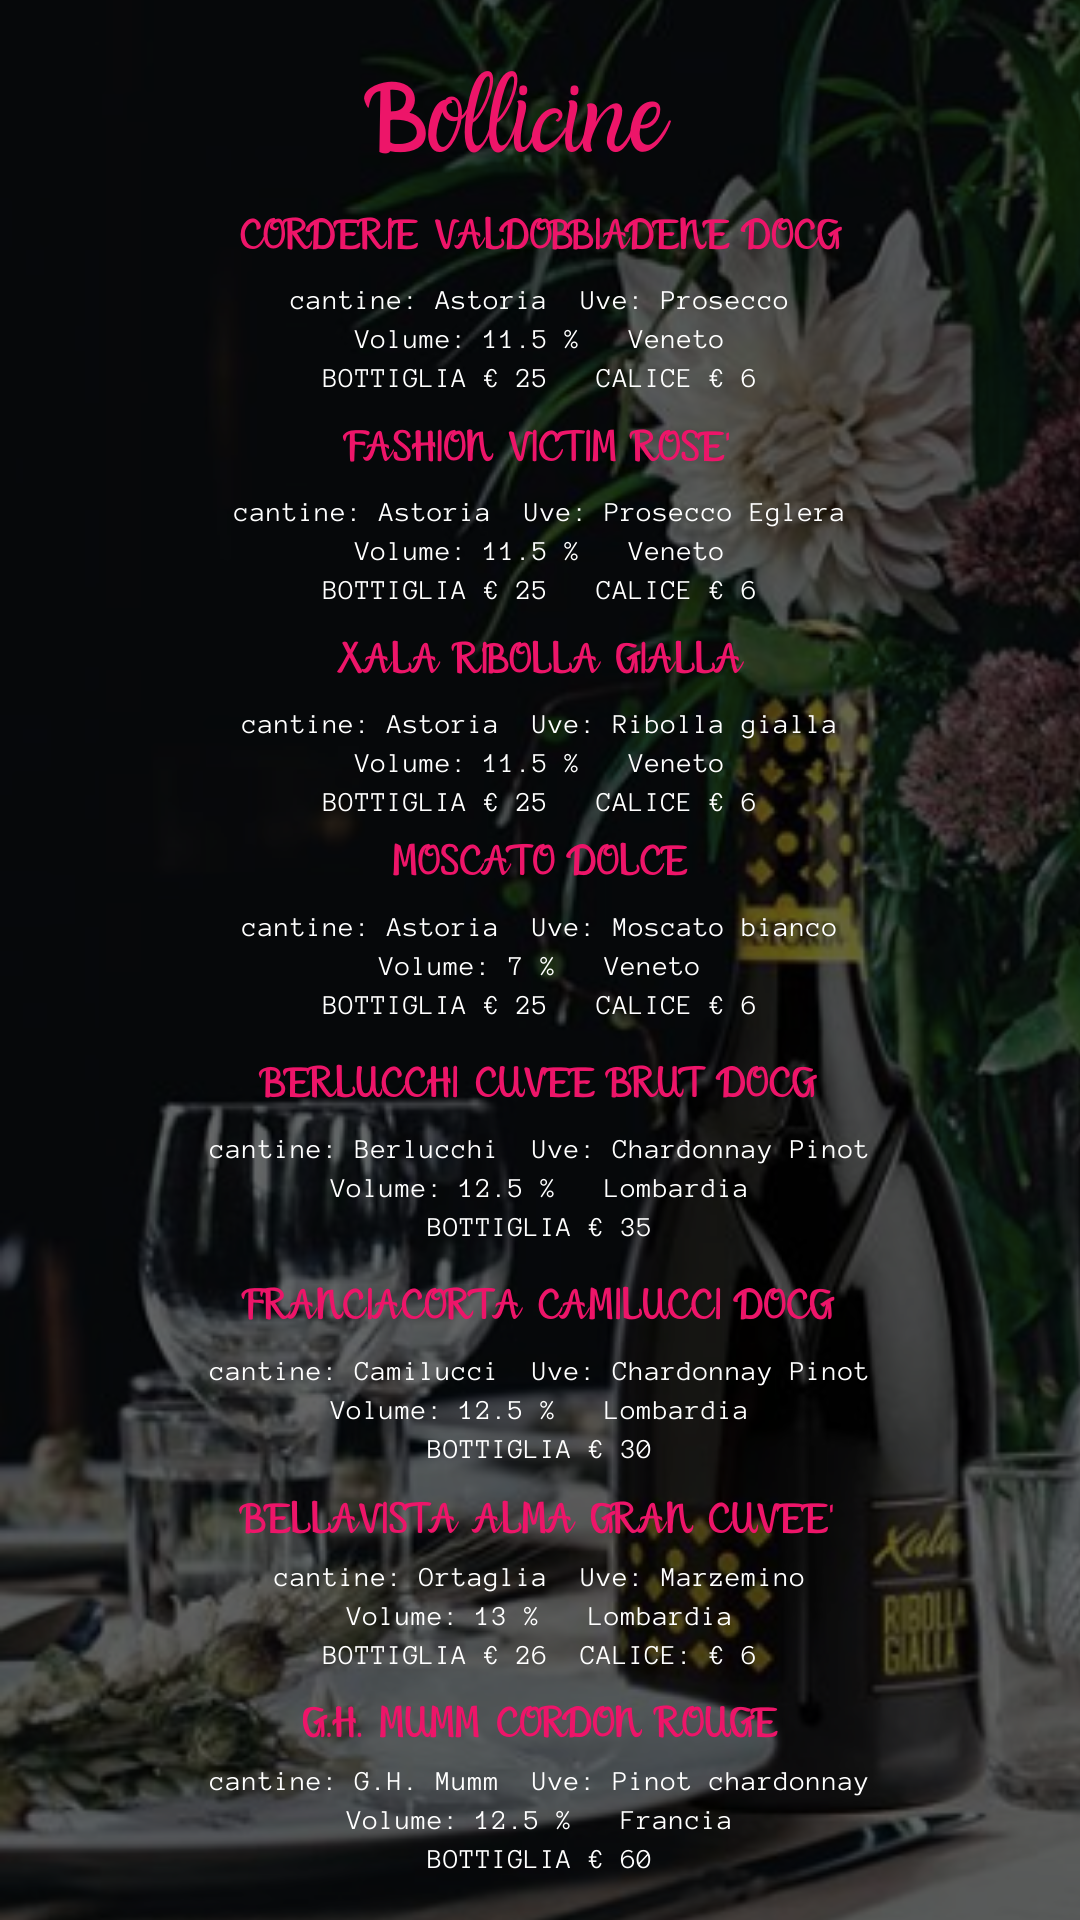 Bollicine
CORDERIE VALDOBBIADENE DOCG
cantine: Astoria  Uve: Prosecco
Volume: 11.5 %   Veneto
BOTTIGLIA € 25   CALICE € 6
FASHION VICTIM ROSE'
cantine: Astoria  Uve: Prosecco Eglera
Volume: 11.5 %   Veneto
BOTTIGLIA € 25   CALICE € 6
XALA RIBOLLA GIALLA
cantine: Astoria  Uve: Ribolla gialla
Volume: 11.5 %   Veneto
BOTTIGLIA € 25   CALICE € 6
MOSCATO DOLCE
cantine: Astoria  Uve: Moscato bianco
Volume: 7 %   Veneto
BOTTIGLIA € 25   CALICE € 6
BERLUCCHI CUVEE BRUT DOCG
cantine: Berlucchi  Uve: Chardonnay Pinot
Volume: 12.5 %   Lombardia
BOTTIGLIA € 35
FRANCIACORTA CAMILUCCI DOCG
cantine: Camilucci  Uve: Chardonnay Pinot
Volume: 12.5 %   Lombardia
BOTTIGLIA € 30
BELLAVISTA ALMA GRAN CUVEE'
cantine: Ortaglia  Uve: Marzemino
Volume: 13 %   Lombardia
BOTTIGLIA € 26  CALICE: € 6
xala
RIBOLLA
GIALLA
G.H. MUMM CORDON ROUGE
cantine: G.H. Mumm  Uve: Pinot chardonnay
Volume: 12.5 %   Francia
BOTTIGLIA € 60